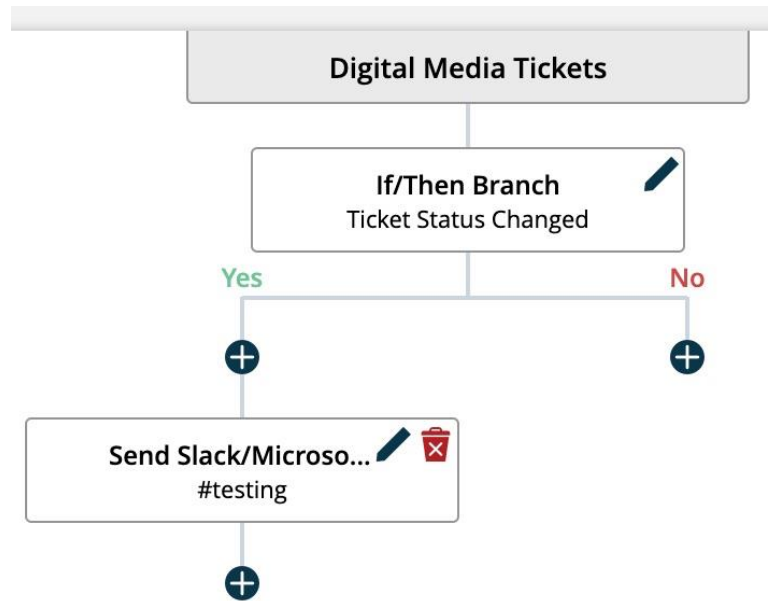 Digital Media Tickets
If/Then Branch
Ticket Status Changed
Yes
No
Send Slack/Microso...
#testing